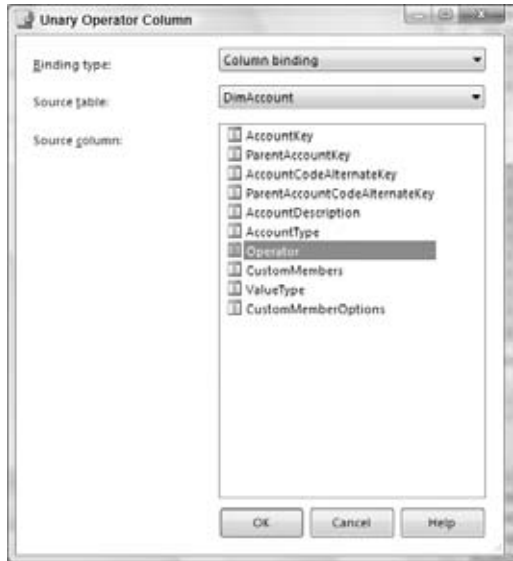 Unary Operator Column
Binding type: Column binding
Source table: DimAccount
Source column:
AccountKey
ParentAccountKey
AccountCodeAlternateKey
ParentAccountCodeAlternateKey
AccountDescription
AccountType
Operator
CustomMembers
ValueType
CustomMemberOptions
OK Cancel Help